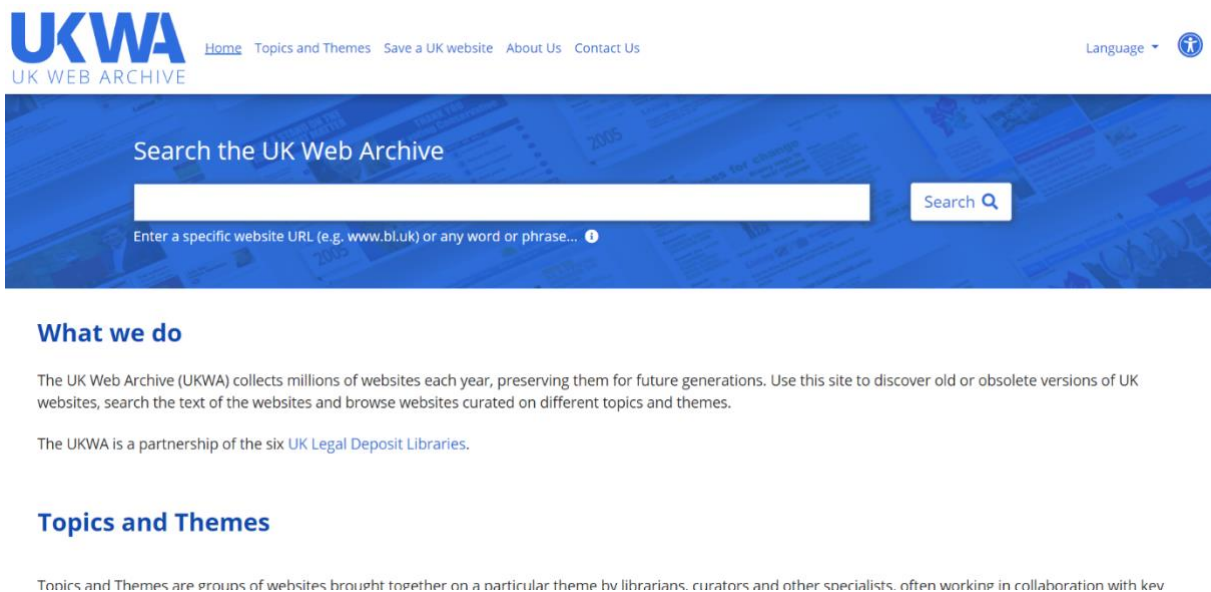 UKWA
UK WEB ARCHIVE
Home Topics and Themes Save a UK website About Us Contact Us
Language
Search the UK Web Archive
Search
Enter a specific website URL (e.g. www.bl.uk) or any word or phrase...
2005
2005
What we do
The UK Web Archive (UKWA) collects millions of websites each year, preserving them for future generations. Use this site to discover old or obsolete versions of UK
websites, search the text of the websites and browse websites curated on different topics and themes.
The UKWA is a partnership of the six UK Legal Deposit Libraries.
Topics and Themes
Topics and Themes are groups of websites brought together on a particular theme by librarians, curators and other specialists, often working in collaboration with key